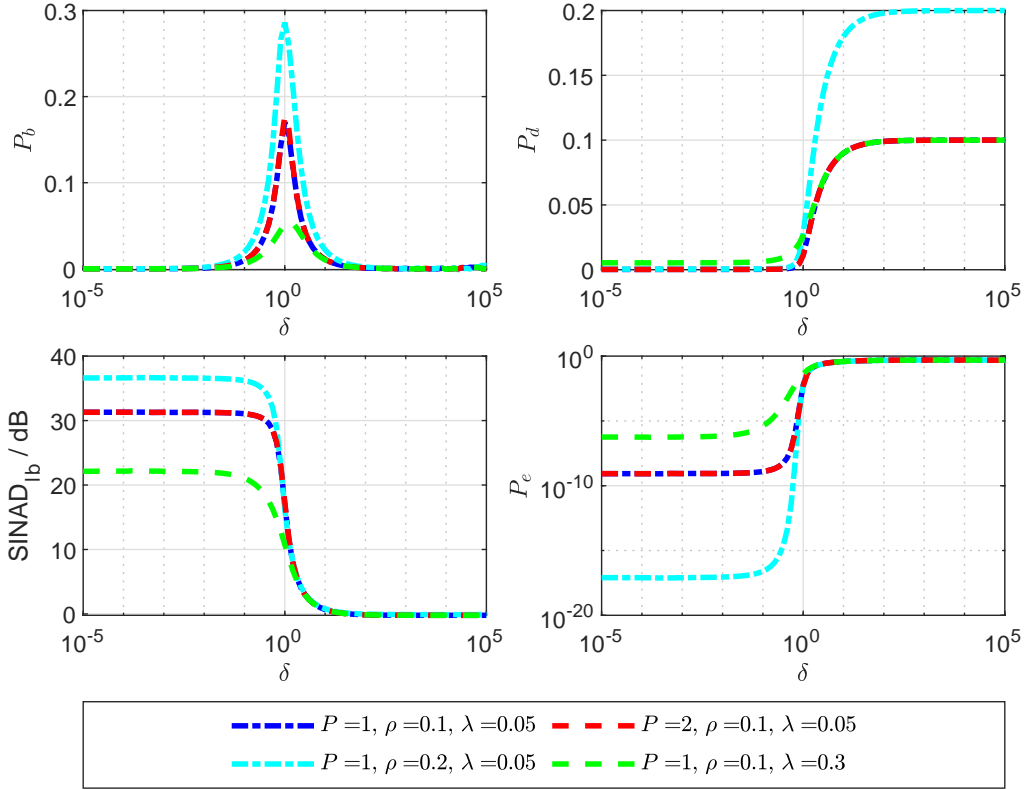 0.3
0.2
0.1
0
P_b
10^-5
10^0
10^5
δ
0.2
0.15
0.1
0.05
0
P_d
10^-5
10^0
10^5
δ
40
30
20
10
0
SINAD_lb / dB
10^-5
10^0
10^5
δ
10^0
10^-10
10^-20
P_e
10^-5
10^0
10^5
δ
P =1, ρ =0.1, λ =0.05
P =2, ρ =0.1, λ =0.05
P =1, ρ =0.2, λ =0.05
P =1, ρ =0.1, λ =0.3